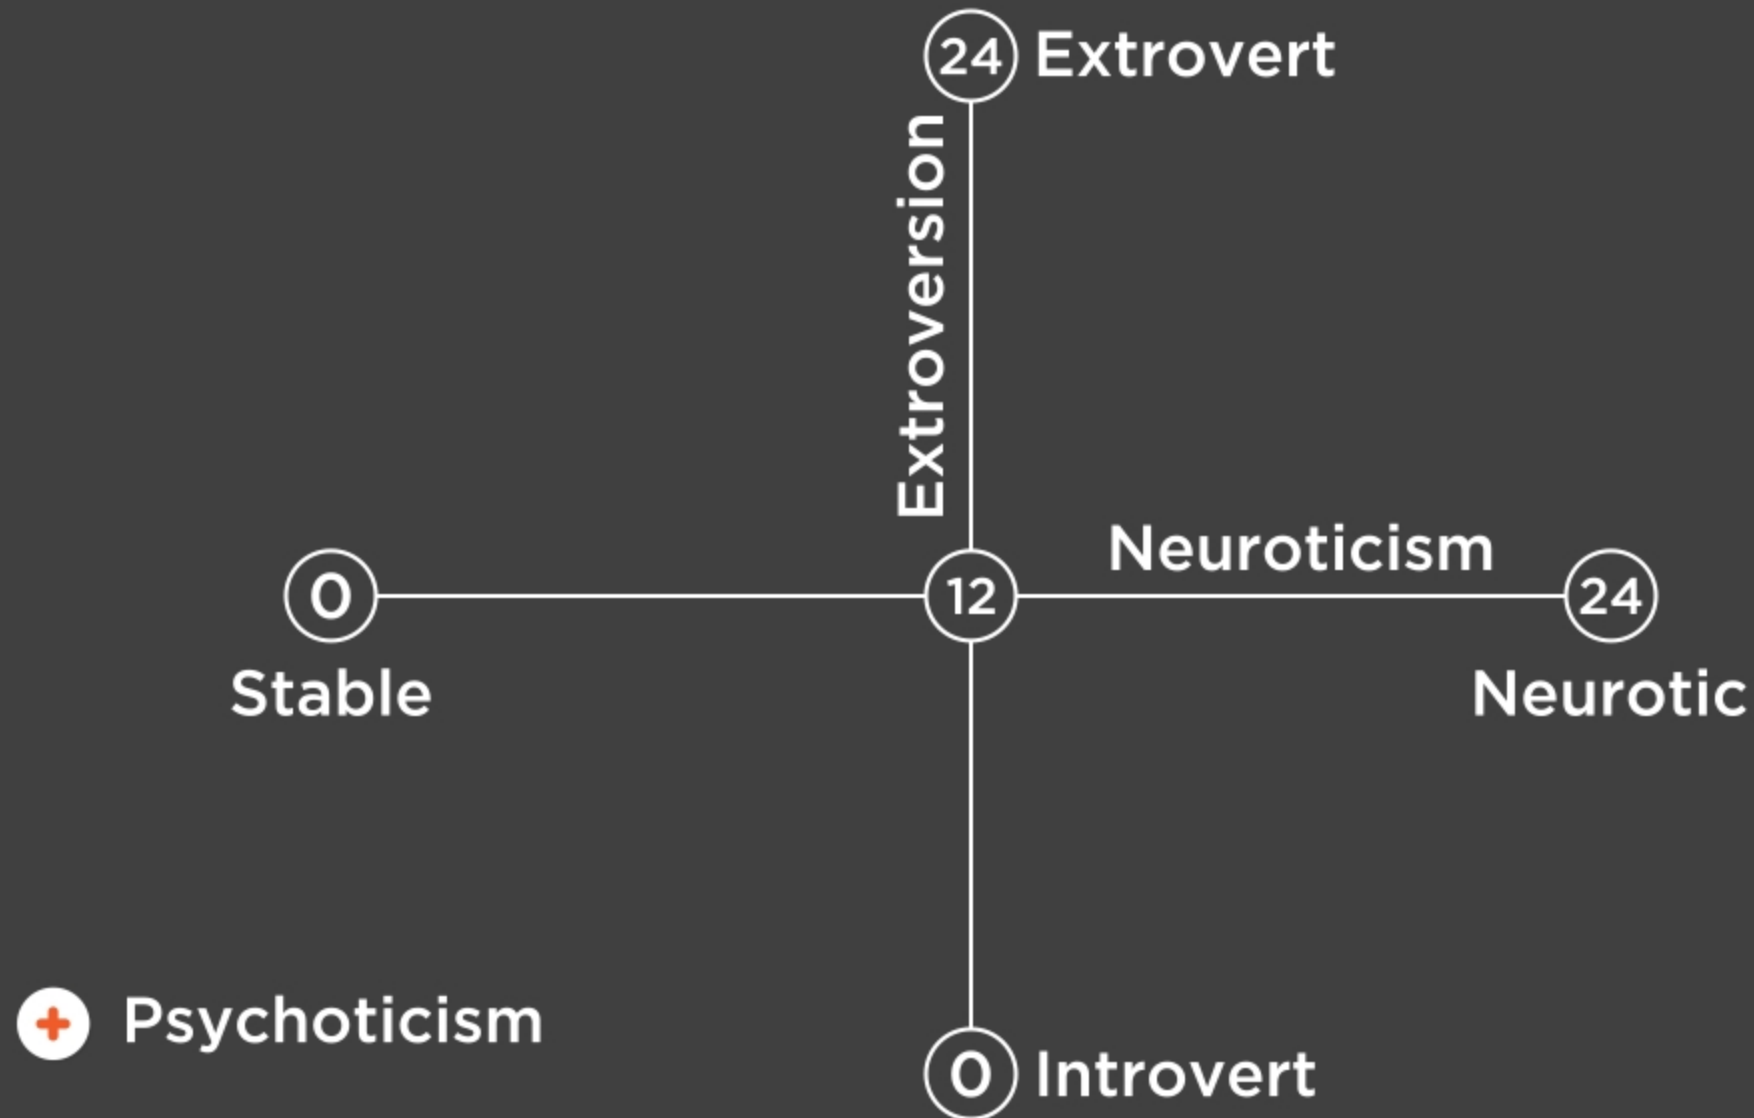 24 Extrovert
Extroversion
Neuroticism
0
12
24
Stable
Neurotic
Psychoticism
0 Introvert